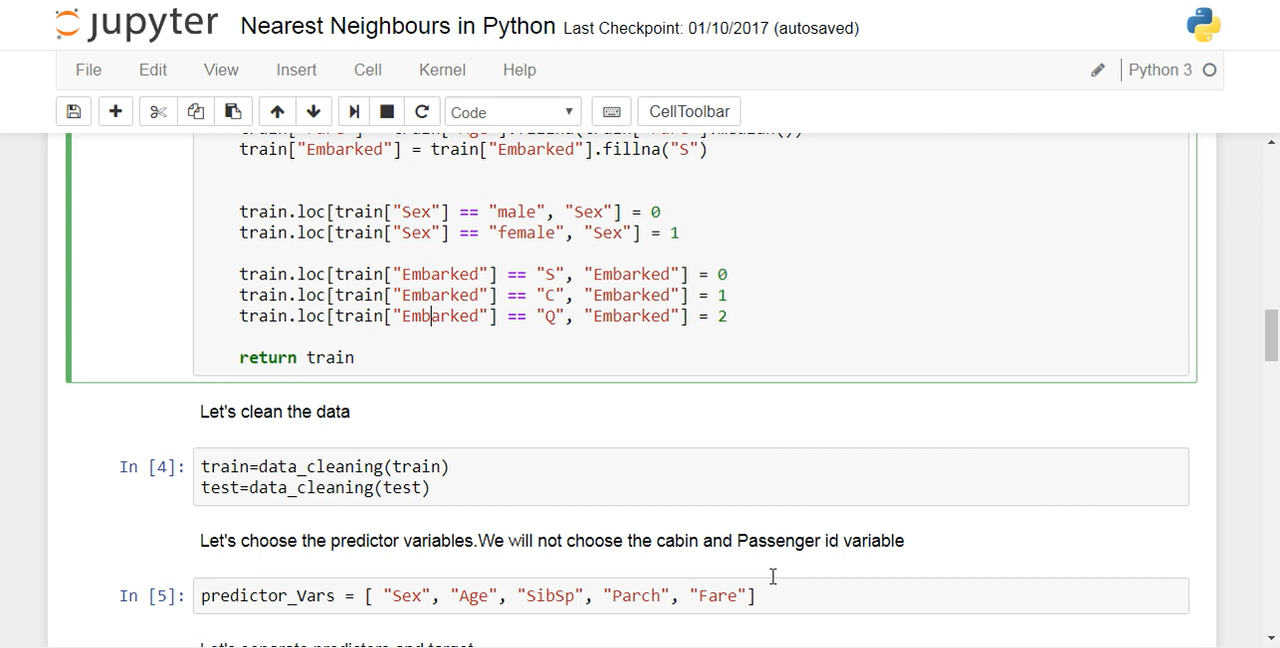 jupyter Nearest Neighbours in Python Last Checkpoint: 01/10/2017 (autosaved)
File Edit View Insert Cell Kernel Help Python 3
Code CellToolbar
train["Embarked"] = train["Embarked"].fillna("S")
train.loc[train["Sex"] == "male", "Sex"] = 0
train.loc[train["Sex"] == "female", "Sex"] = 1
train.loc[train["Embarked"] == "S", "Embarked"] = 0
train.loc[train["Embarked"] == "C", "Embarked"] = 1
train.loc[train["Embarked"] == "Q", "Embarked"] = 2
return train
Let's clean the data
In [4]: train=data_cleaning(train)
test=data_cleaning(test)
Let's choose the predictor variables.We will not choose the cabin and Passenger id variable
In [5]: predictor_Vars = [ "Sex", "Age", "SibSp", "Parch", "Fare"]